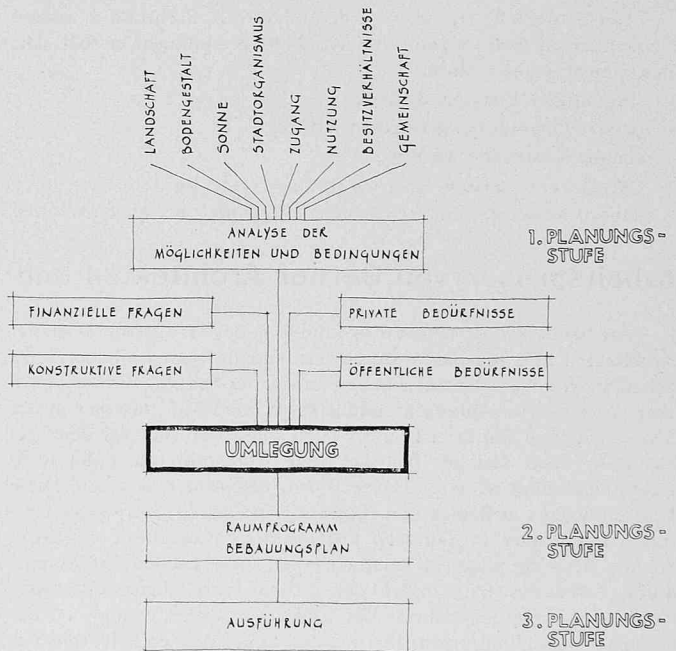 LANDSCHAFT
BODENGESTALT
SONNE
STADTORGANISMUS
ZUGANG
NUTZUNG
BESITZVERHÄLTNISSE
GEMEINSCHAFT
ANALYSE DER
MÖGLICHKEITEN UND BEDINGUNGEN
1. PLANUNGS-
STUFE
FINANZIELLE FRAGEN
PRIVATE BEDÜRFNISSE
KONSTRUKTIVE FRAGEN
ÖFFENTLICHE BEDÜRFNISSE
UMLEGUNG
RAUMPROGRAMM
BEBAUUNGSPLAN
2. PLANUNGS-
STUFE
AUSFÜHRUNG
3. PLANUNGS-
STUFE